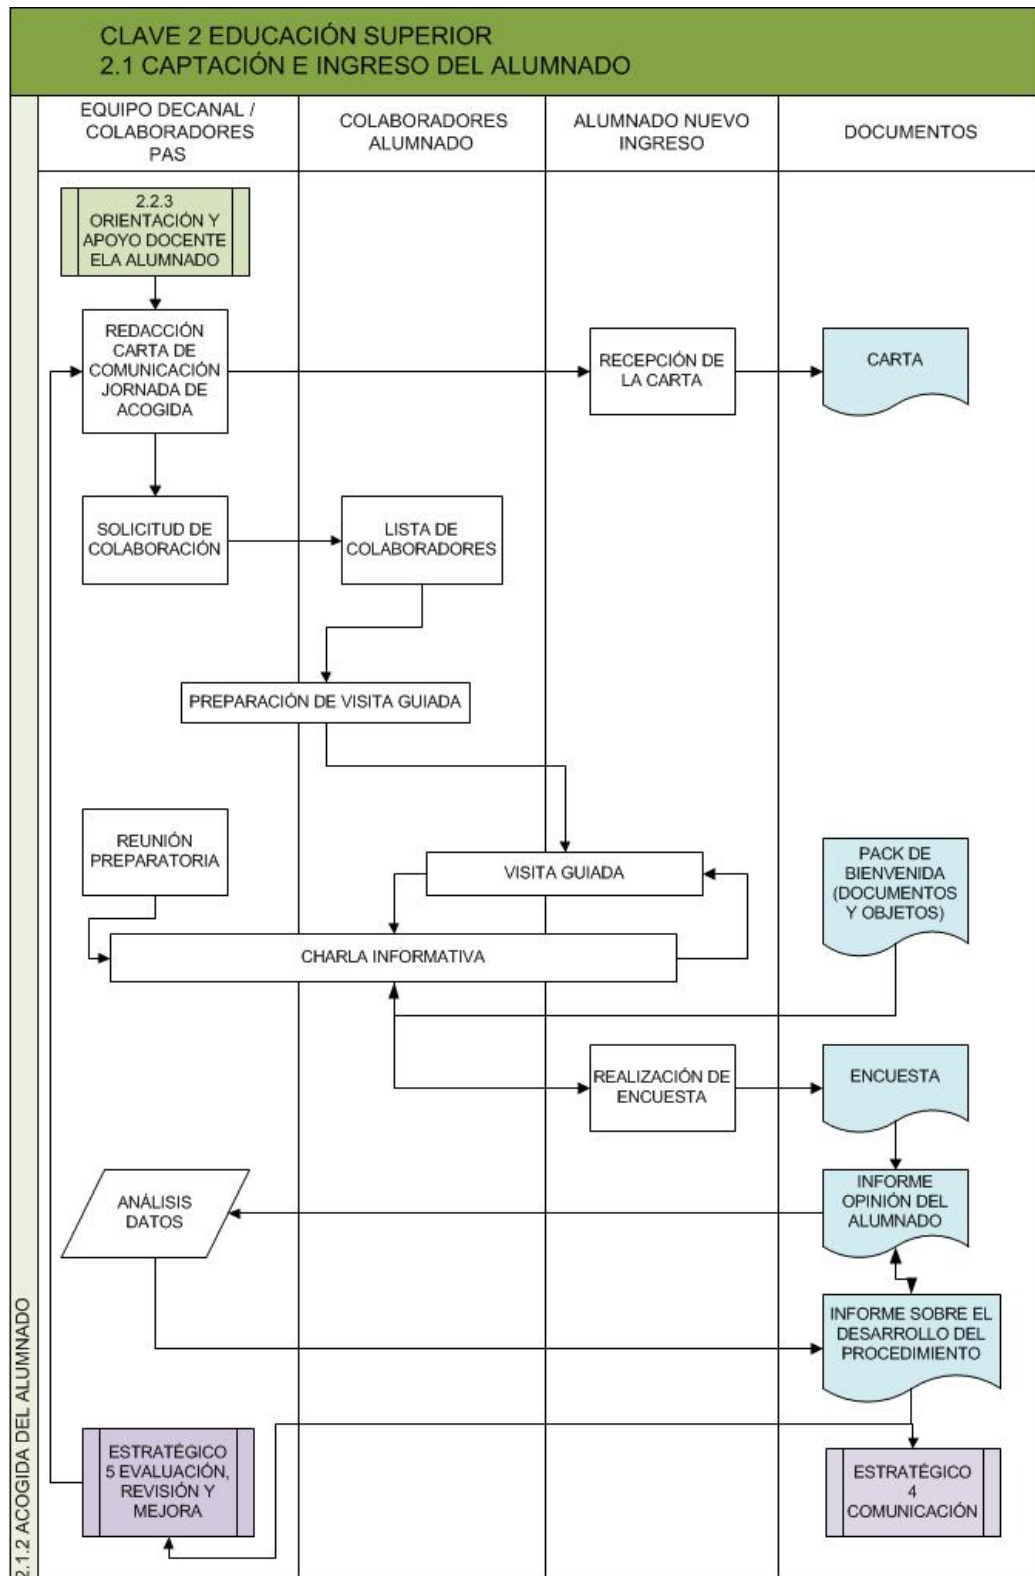 CLAVE 2 EDUCACIÓN SUPERIOR
2.1 CAPTACIÓN E INGRESO DEL ALUMNADO
EQUIPO DECANAL /
COLABORADORES
PAS
COLABORADORES
ALUMNADO
ALUMNADO NUEVO
INGRESO
DOCUMENTOS
2.2.3
ORIENTACIÓN Y
APOYO DOCENTE
ELA ALUMNADO
REDACCIÓN
CARTA DE
COMUNICACIÓN
JORNADA DE
ACOGIDA
RECEPCIÓN DE
LA CARTA
CARTA
SOLICITUD DE
COLABORACIÓN
LISTA DE
COLABORADORES
PREPARACIÓN DE VISITA GUIADA
REUNIÓN
PREPARATORIA
VISITA GUIADA
PACK DE
BIENVENIDA
(DOCUMENTOS
Y OBJETOS)
CHARLA INFORMATIVA
REALIZACIÓN DE
ENCUESTA
ENCUESTA
ANÁLISIS
DATOS
INFORME
OPINIÓN DEL
ALUMNADO
INFORME SOBRE EL
DESARROLLO DEL
PROCEDIMIENTO
ESTRATÉGICO
5 EVALUACIÓN,
REVISIÓN Y
MEJORA
ESTRATÉGICO
4
COMUNICACIÓN
2.1.2 ACOGIDA DEL ALUMNADO